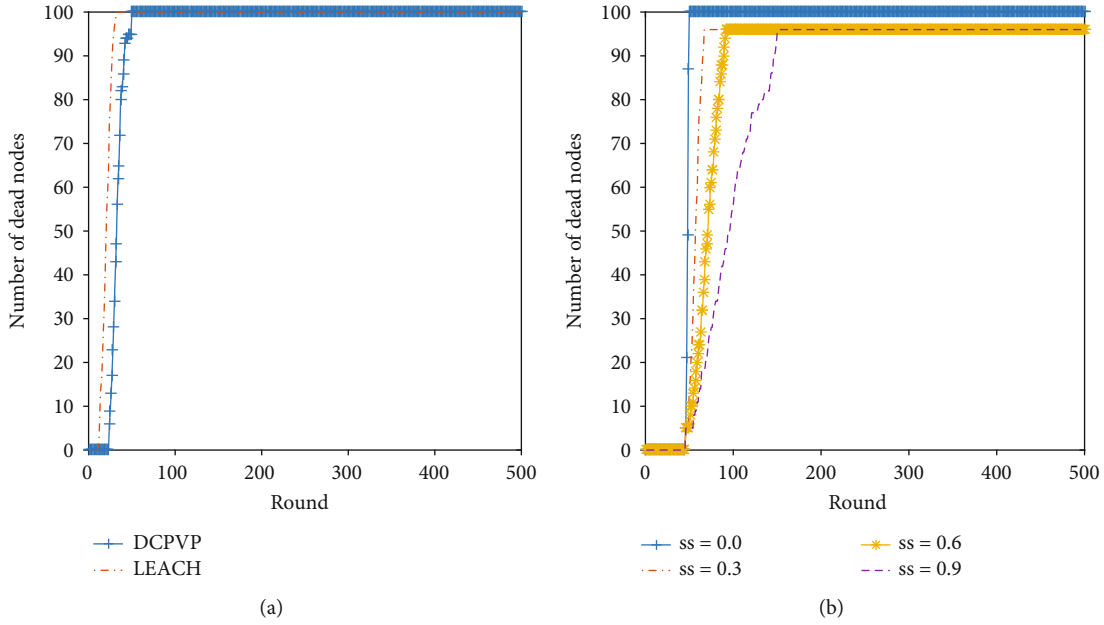 Number of dead nodes
100
90
80
70
60
50
40
30
20
10
0
0 100 200 300 400 500
Round
DCPVP
LEACH
(a)
Number of dead nodes
100
90
80
70
60
50
40
30
20
10
0
0 100 200 300 400 500
Round
ss = 0.0 ss = 0.6
ss = 0.3 ss = 0.9
(b)